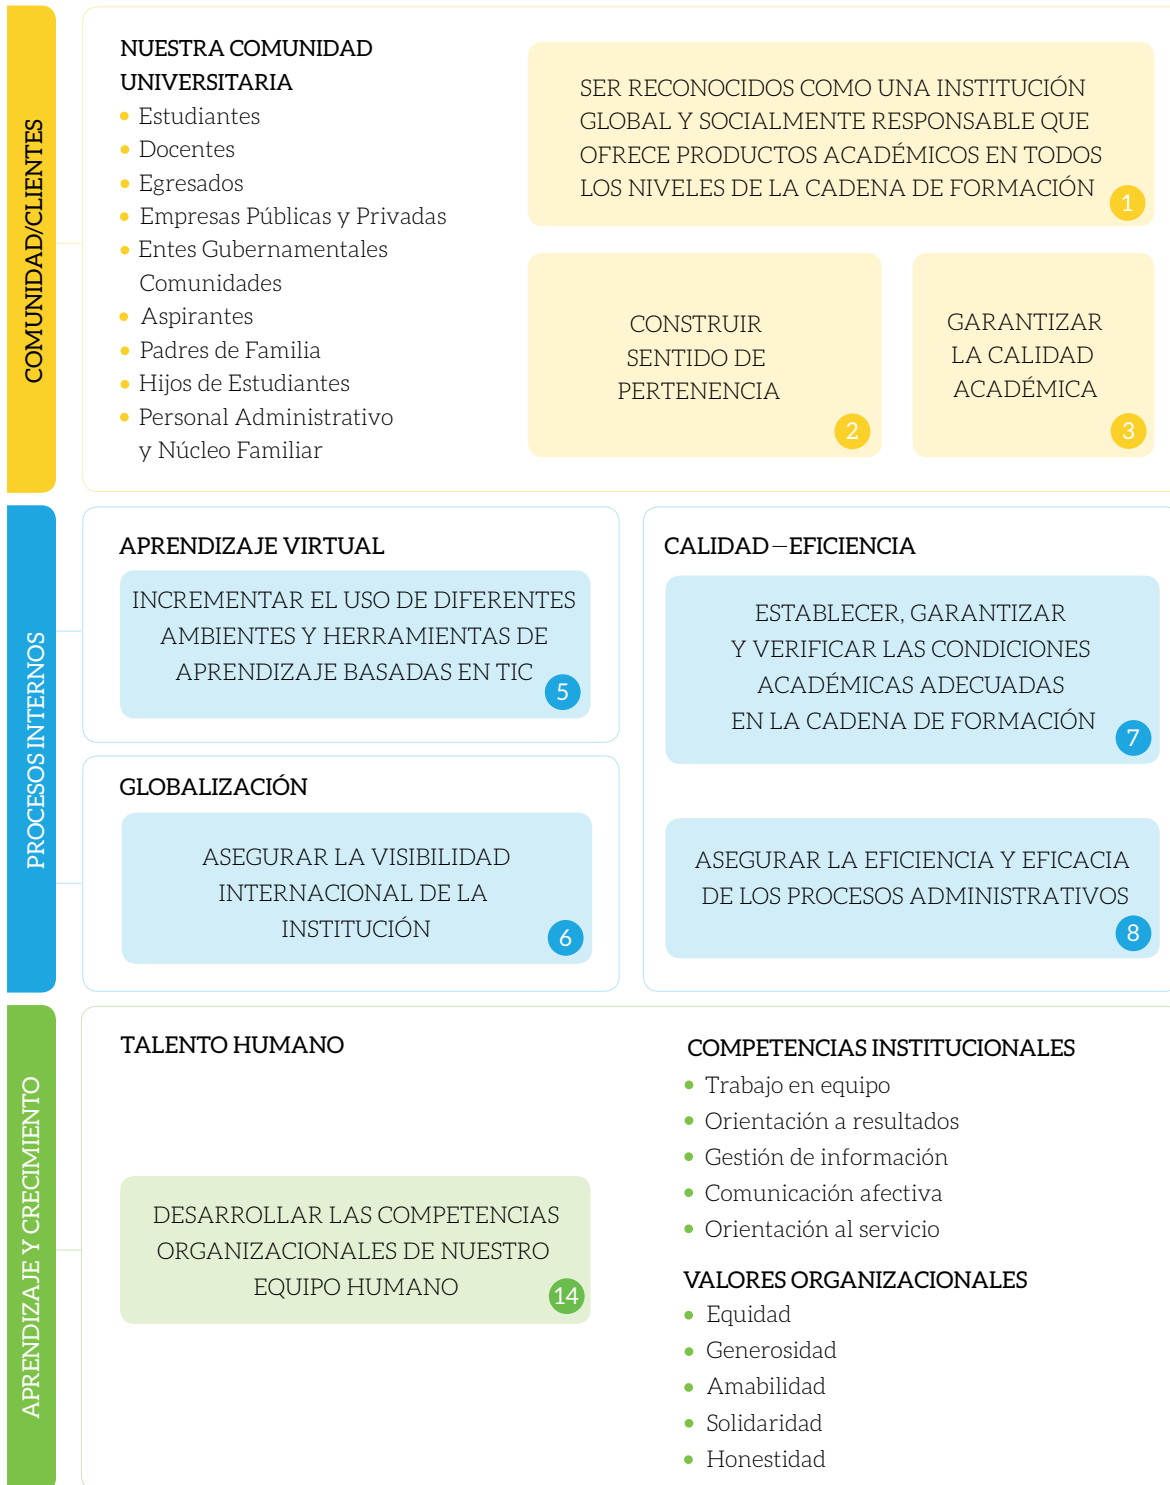 COMUNIDAD/CLIENTES
NUESTRA COMUNIDAD
UNIVERSITARIA
Estudiantes
Docentes
Egresados
Empresas Públicas y Privadas
Entes Gubernamentales
Comunidades
Aspirantes
Padres de Familia
Hijos de Estudiantes
Personal Administrativo
y Núcleo Familiar
SER RECONOCIDOS COMO UNA INSTITUCIÓN
GLOBAL Y SOCIALMENTE RESPONSABLE QUE
OFRECE PRODUCTOS ACADÉMICOS EN TODOS
LOS NIVELES DE LA CADENA DE FORMACIÓN
1
CONSTRUIR
SENTIDO DE
PERTENENCIA
2
GARANTIZAR
LA CALIDAD
ACADÉMICA
3
PROCESOS INTERNOS
APRENDIZAJE VIRTUAL
INCREMENTAR EL USO DE DIFERENTES
AMBIENTES Y HERRAMIENTAS DE
APRENDIZAJE BASADAS EN TIC
5
GLOBALIZACIÓN
ASEGURAR LA VISIBILIDAD
INTERNACIONAL DE LA
INSTITUCIÓN
6
CALIDAD—EFICIENCIA
ESTABLECER, GARANTIZAR
Y VERIFICAR LAS CONDICIONES
ACADÉMICAS ADECUADAS
EN LA CADENA DE FORMACIÓN
7
ASEGURAR LA EFICIENCIA Y EFICACIA
DE LOS PROCESOS ADMINISTRATIVOS
8
APRENDIZAJE Y CRECIMIENTO
TALENTO HUMANO
DESARROLLAR LAS COMPETENCIAS
ORGANIZACIONALES DE NUESTRO
EQUIPO HUMANO
14
COMPETENCIAS INSTITUCIONALES
Trabajo en equipo
Orientación a resultados
Gestión de información
Comunicación afectiva
Orientación al servicio
VALORES ORGANIZACIONALES
Equidad
Generosidad
Amabilidad
Solidaridad
Honestidad